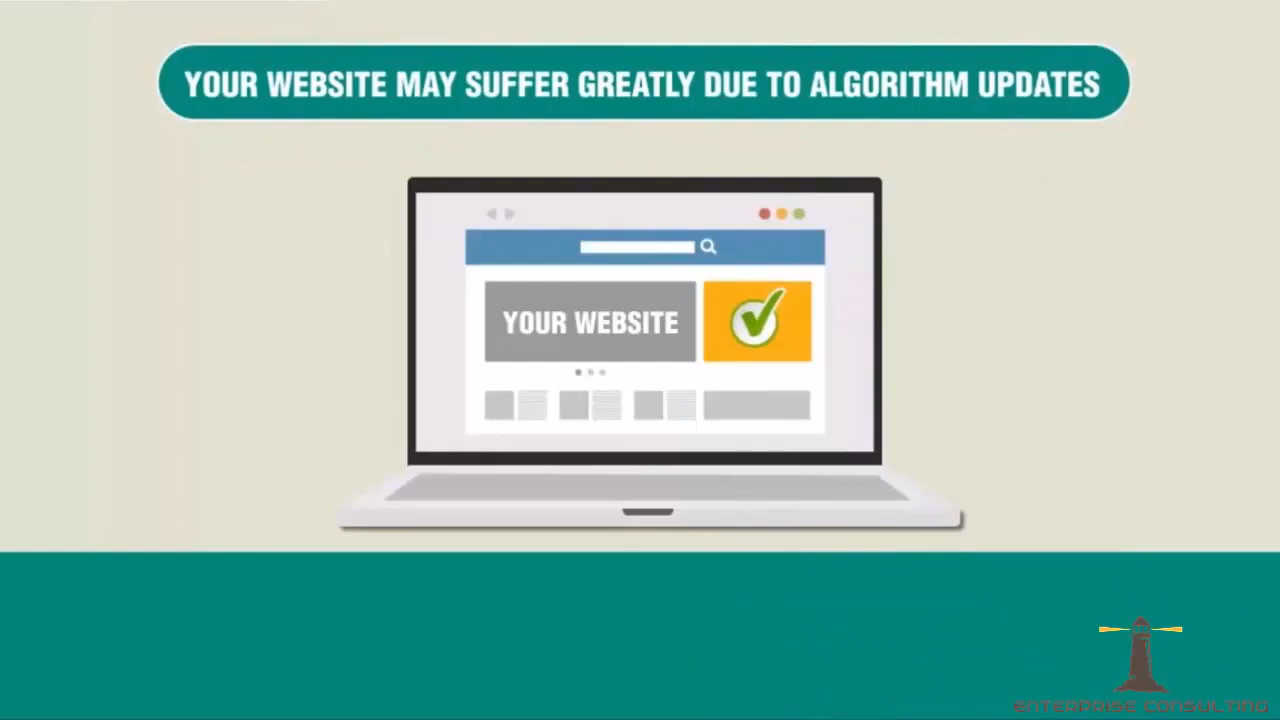 YOUR WEBSITE MAY SUFFER GREATLY DUE TO ALGORITHM UPDATES
YOUR WEBSITE
ENTERPRISE CONSULTING